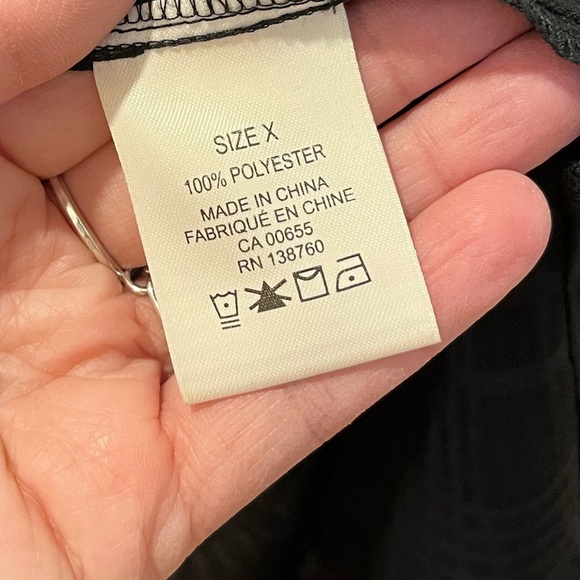 SIZE X
100% POLYESTER
MADE IN CHINA
FABRIQUÉ EN CHINE
CA 00655
RN 138760